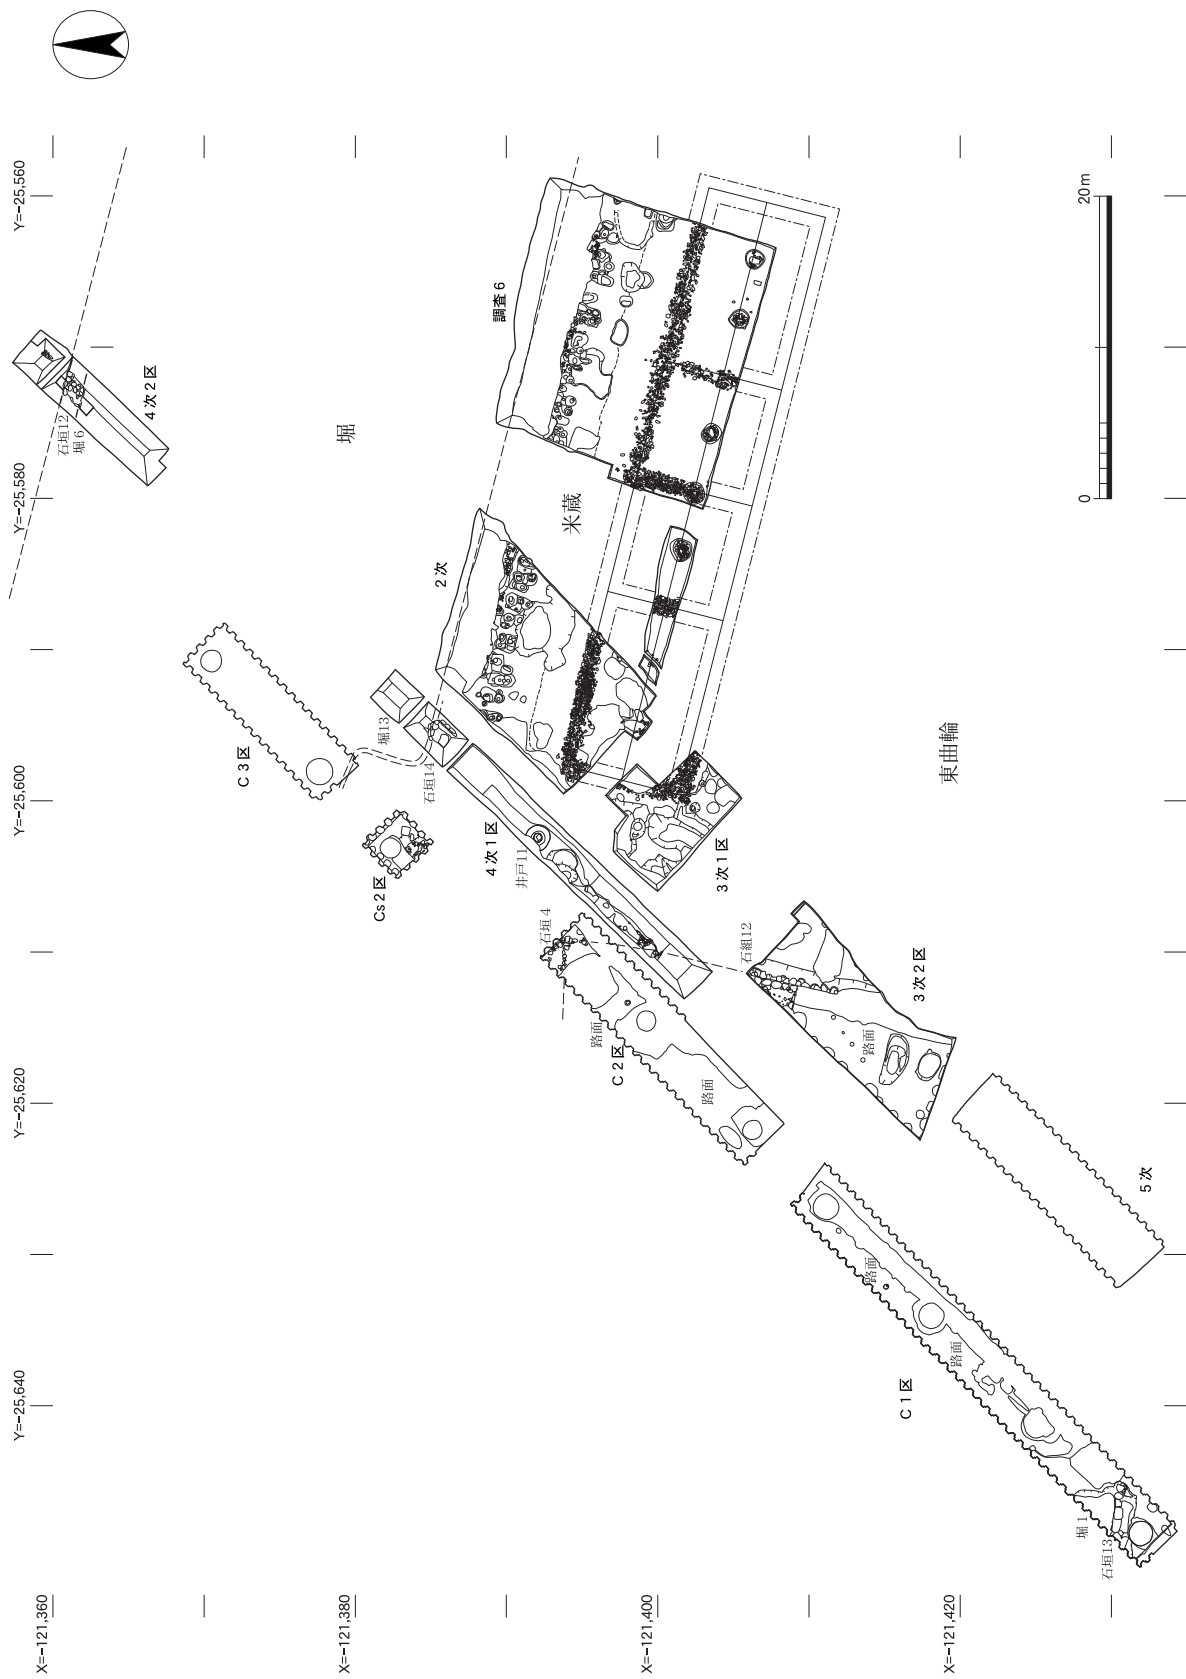 Y=−25,560
Y=−25,580
Y=−25,600
Y=−25,620
Y=−25,640
X=−121,360
X=−121,380
X=−121,400
X=−121,420
20m
0
4次2区
石垣12
堀6
堀
調査6
米蔵
2次
堀13
石垣14
C3区
Cs2区
4次1区
井戸11
石垣4
3次1区
東曲輪
石組12
3次2区
路面
路面
C2区
路面
5次
路面
路面
C1区
堀1
石垣13